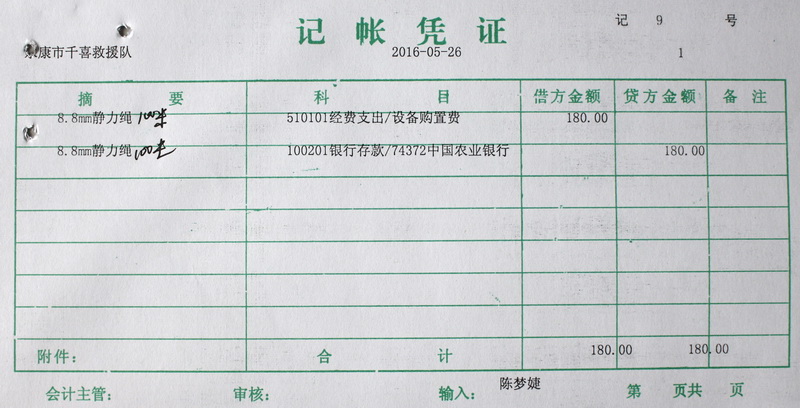 记帐凭证
记 9 号
永康市千喜救援队 2016-05-26 1
摘要 科目 借方金额 贷方金额 备注
8.8mm静力绳 100米 510101经费支出/设备购置费 180.00
8.8mm静力绳 100米 100201银行存款/74372中国农业银行 180.00
附件： 合计 180.00 180.00
会计主管： 审核： 输入： 陈梦婕 第 页共 页